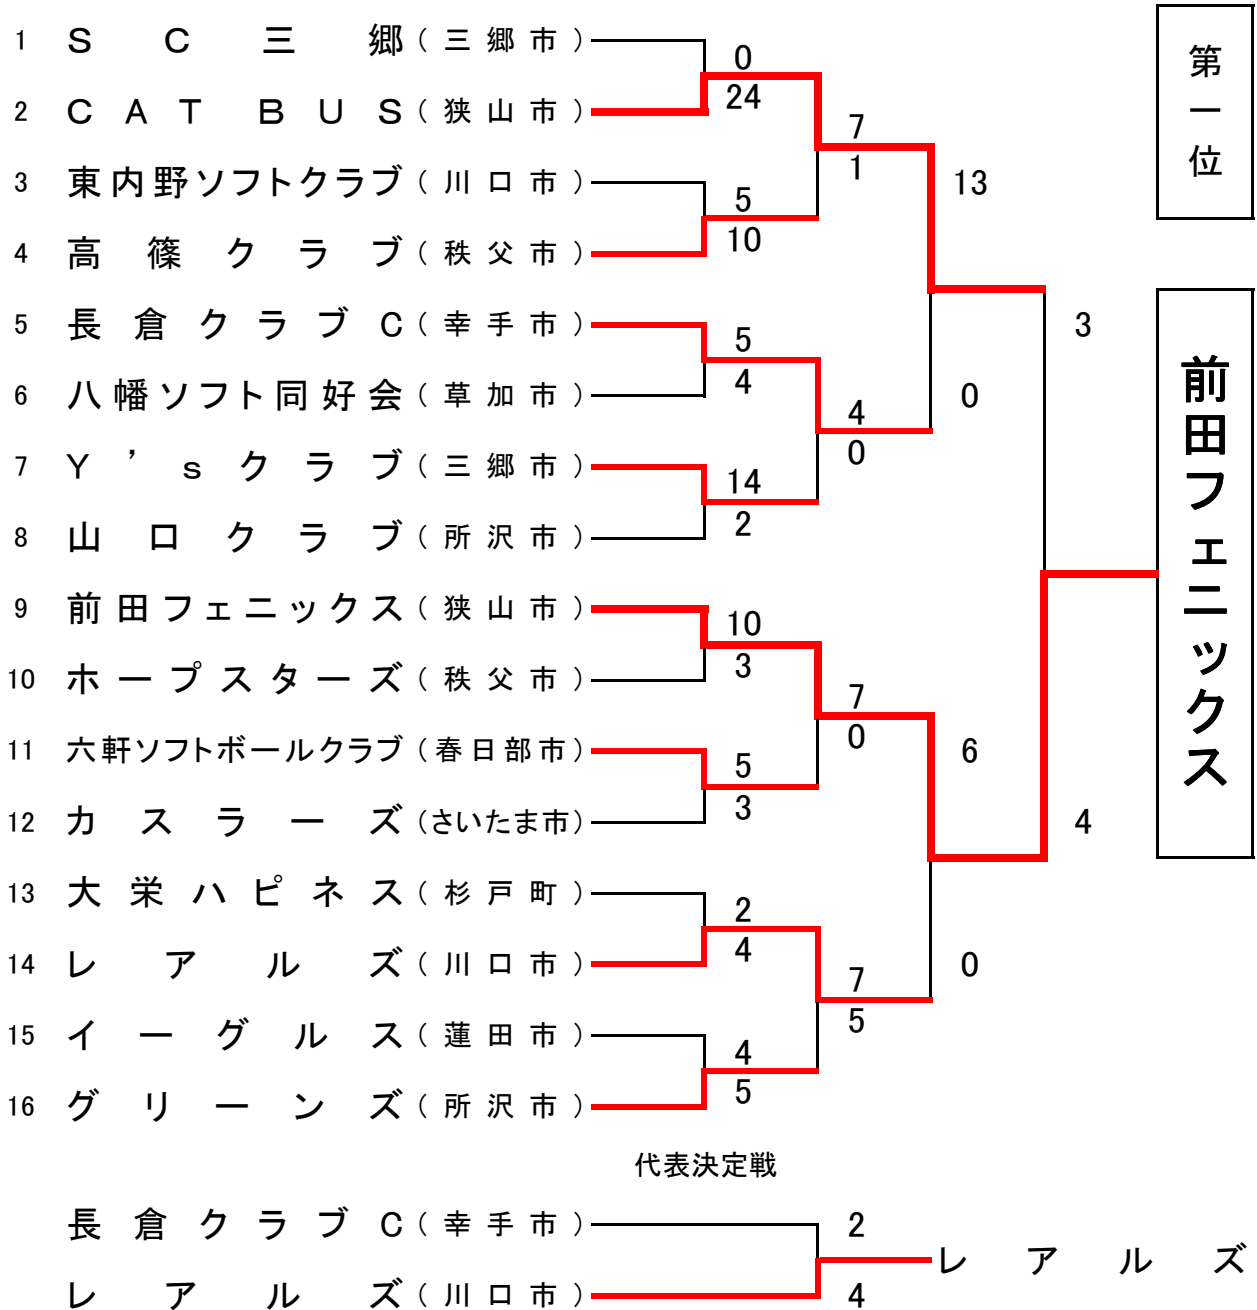 1 SC三郷(三郷市)
0
2 CAT BUS(狭山市)
24
7
1
3 東内野ソフトクラブ(川口市)
13
5
4 高篠クラブ(秩父市)
10
5 長倉クラブC(幸手市)
3
5
6 八幡ソフト同好会(草加市)
4
0
4
0
7 Y'sクラブ(三郷市)
14
8 山口クラブ(所沢市)
2
9 前田フェニックス(狭山市)
10
10 ホープスターズ(秩父市)
3
7
0
11 六軒ソフトボールクラブ(春日部市)
6
5
12 カスラーズ(さいたま市)
3
4
13 大栄ハピネス(杉戸町)
2
14 レアルズ(川口市)
4
0
7
5
15 イーグルス(蓮田市)
4
16 グリーンズ(所沢市)
5
第一位
前田フェニックス
代表決定戦
長倉クラブC(幸手市)
2
レアルズ
レアルズ(川口市)
4